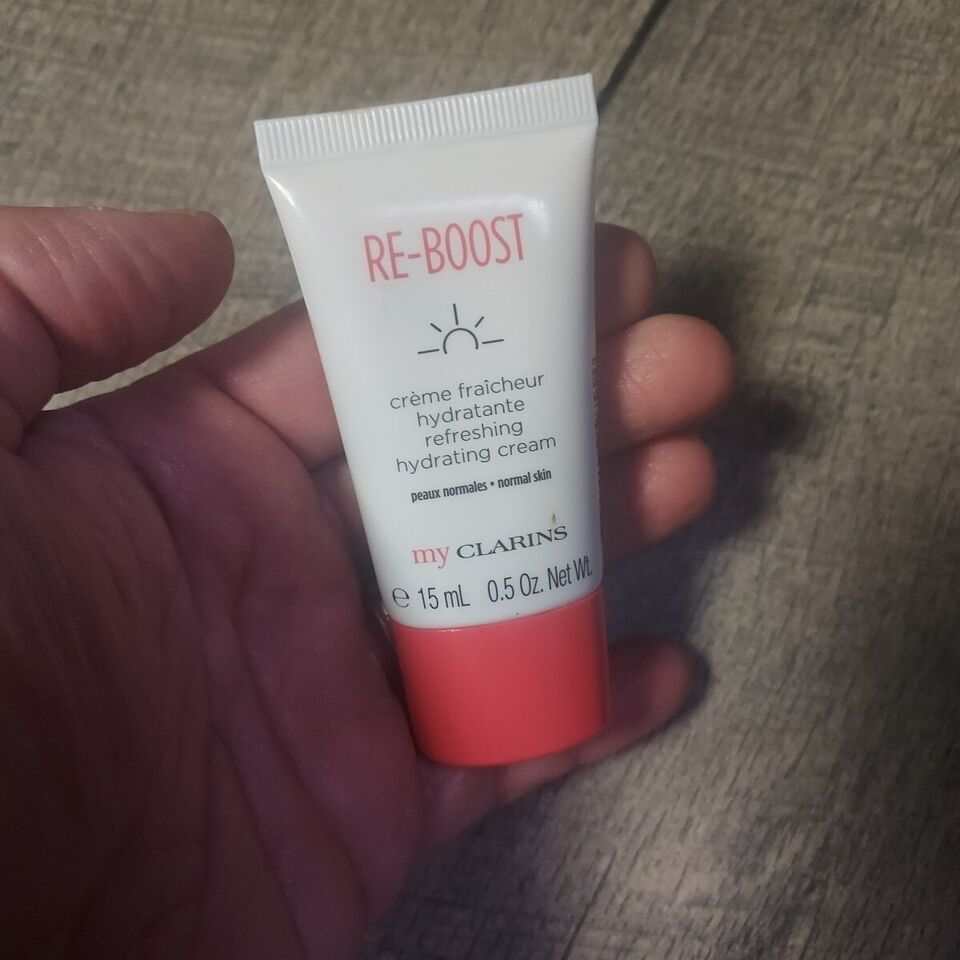 RE-BOOST
crème fraîcheur
hydratante
refreshing
hydrating cream
peaux normales • normal skin
my CLARINS
℮ 15 mL 0.5 Oz. Net Wt.